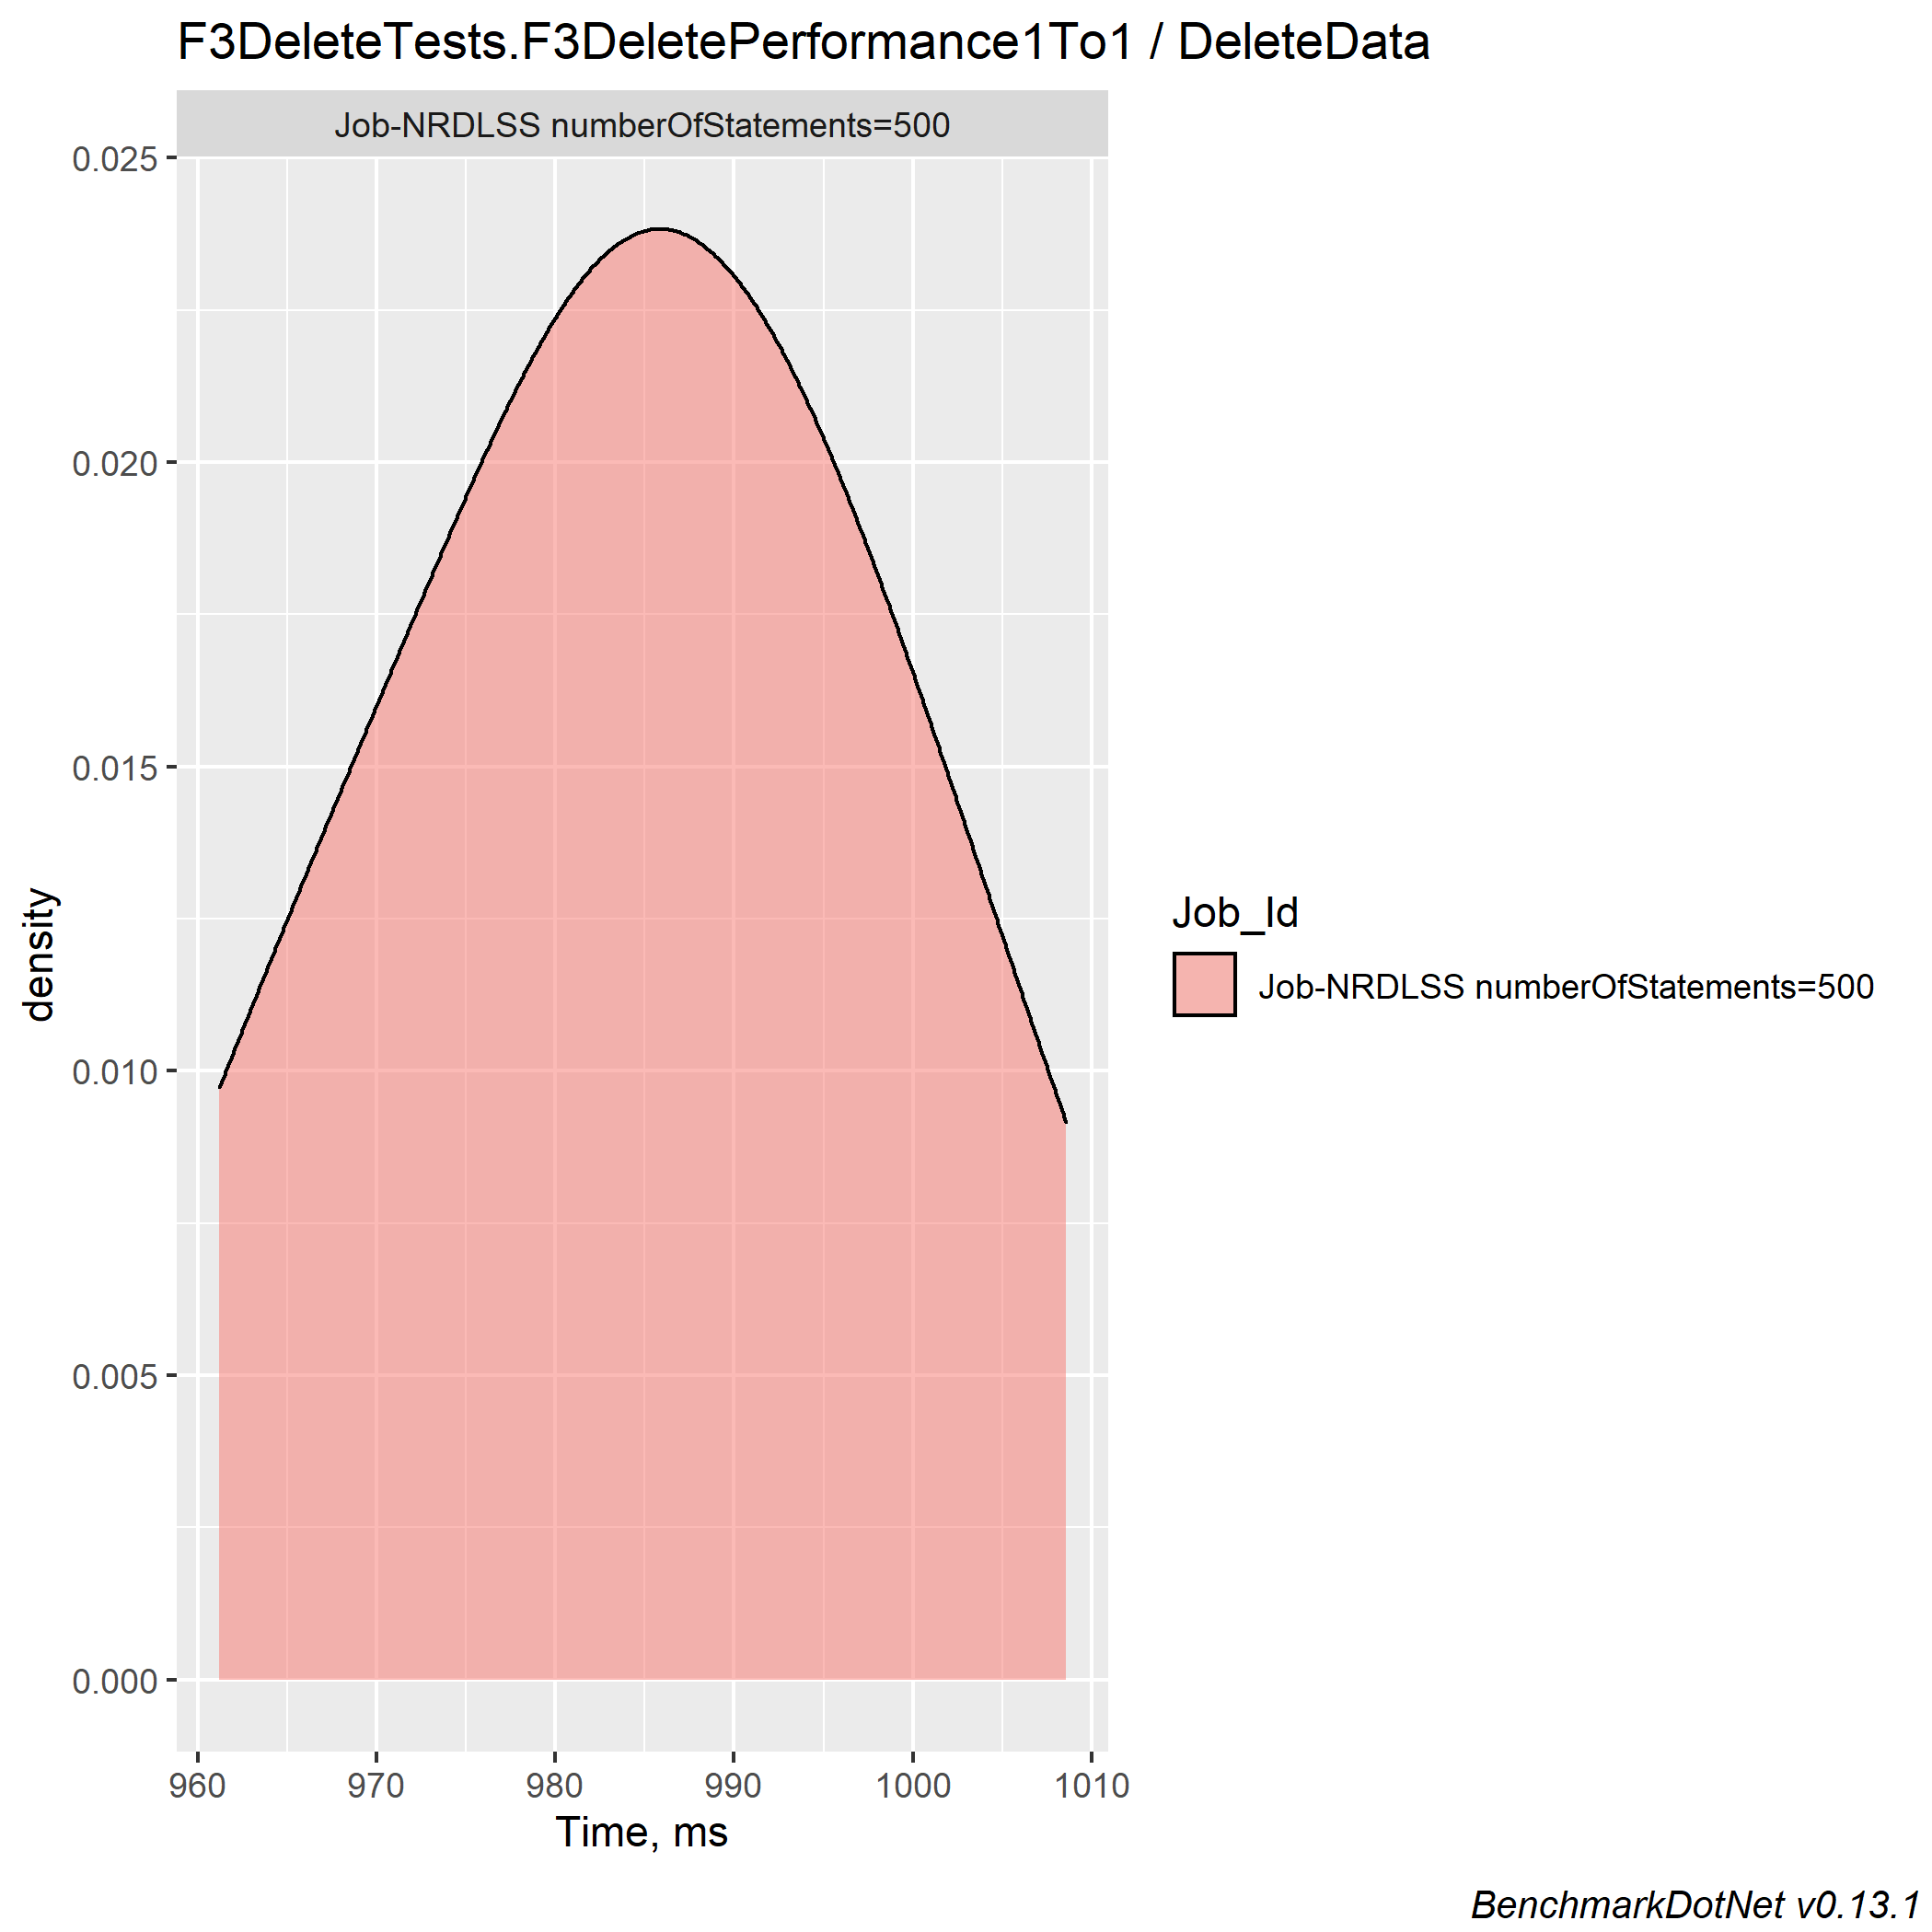 F3DeleteTests.F3DeletePerformance1To1 / DeleteData
Job-NRDLSS numberOfStatements=500
0.025
0.020
0.015
0.010
0.005
0.000
density
960 970 980 990 1000 1010
Time, ms
Job_Id
Job-NRDLSS numberOfStatements=500
BenchmarkDotNet v0.13.1